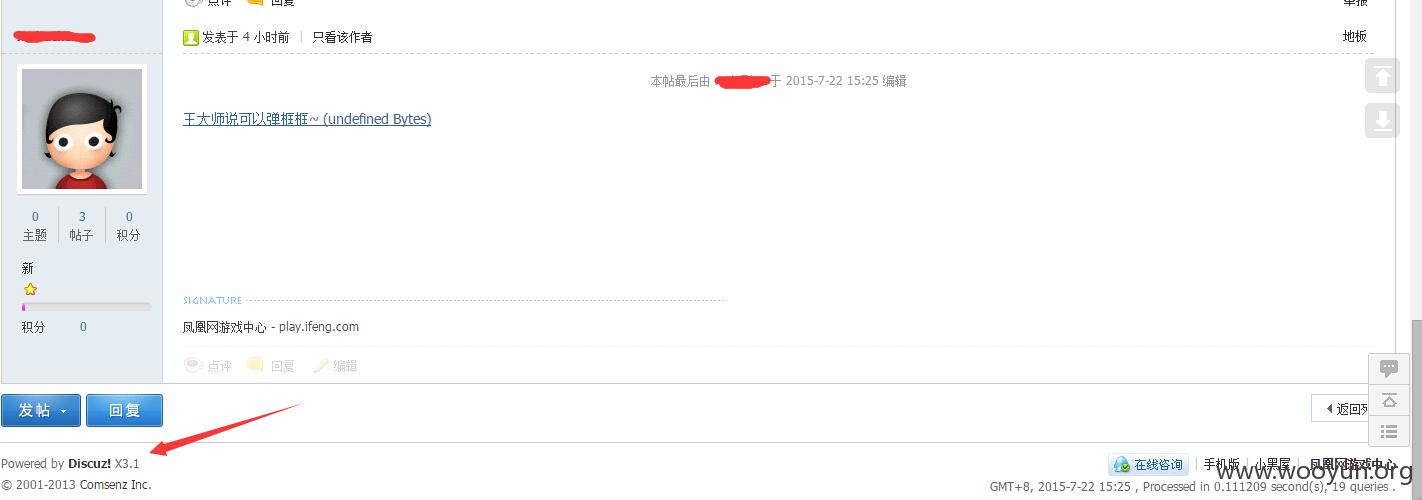 点评 回复 举报
发表于 4 小时前 | 只看该作者 地板
本帖最后由 于 2015-7-22 15:25 编辑
王大师说可以弹框框~ (undefined Bytes)
0 3 0
主题 帖子 积分
新
积分 0
SIGNATURE
凤凰网游戏中心 - play.ifeng.com
点评 回复 编辑
发帖 回复 返回列
Powered by Discuz! X3.1 在线咨询 | 手机版 | 小黑屋 | 凤凰网游戏中心
© 2001-2013 Comsenz Inc. GMT+8, 2015-7-22 15:25 , Processed in 0.111209 second(s), 19 queries .
www.wooyun.org